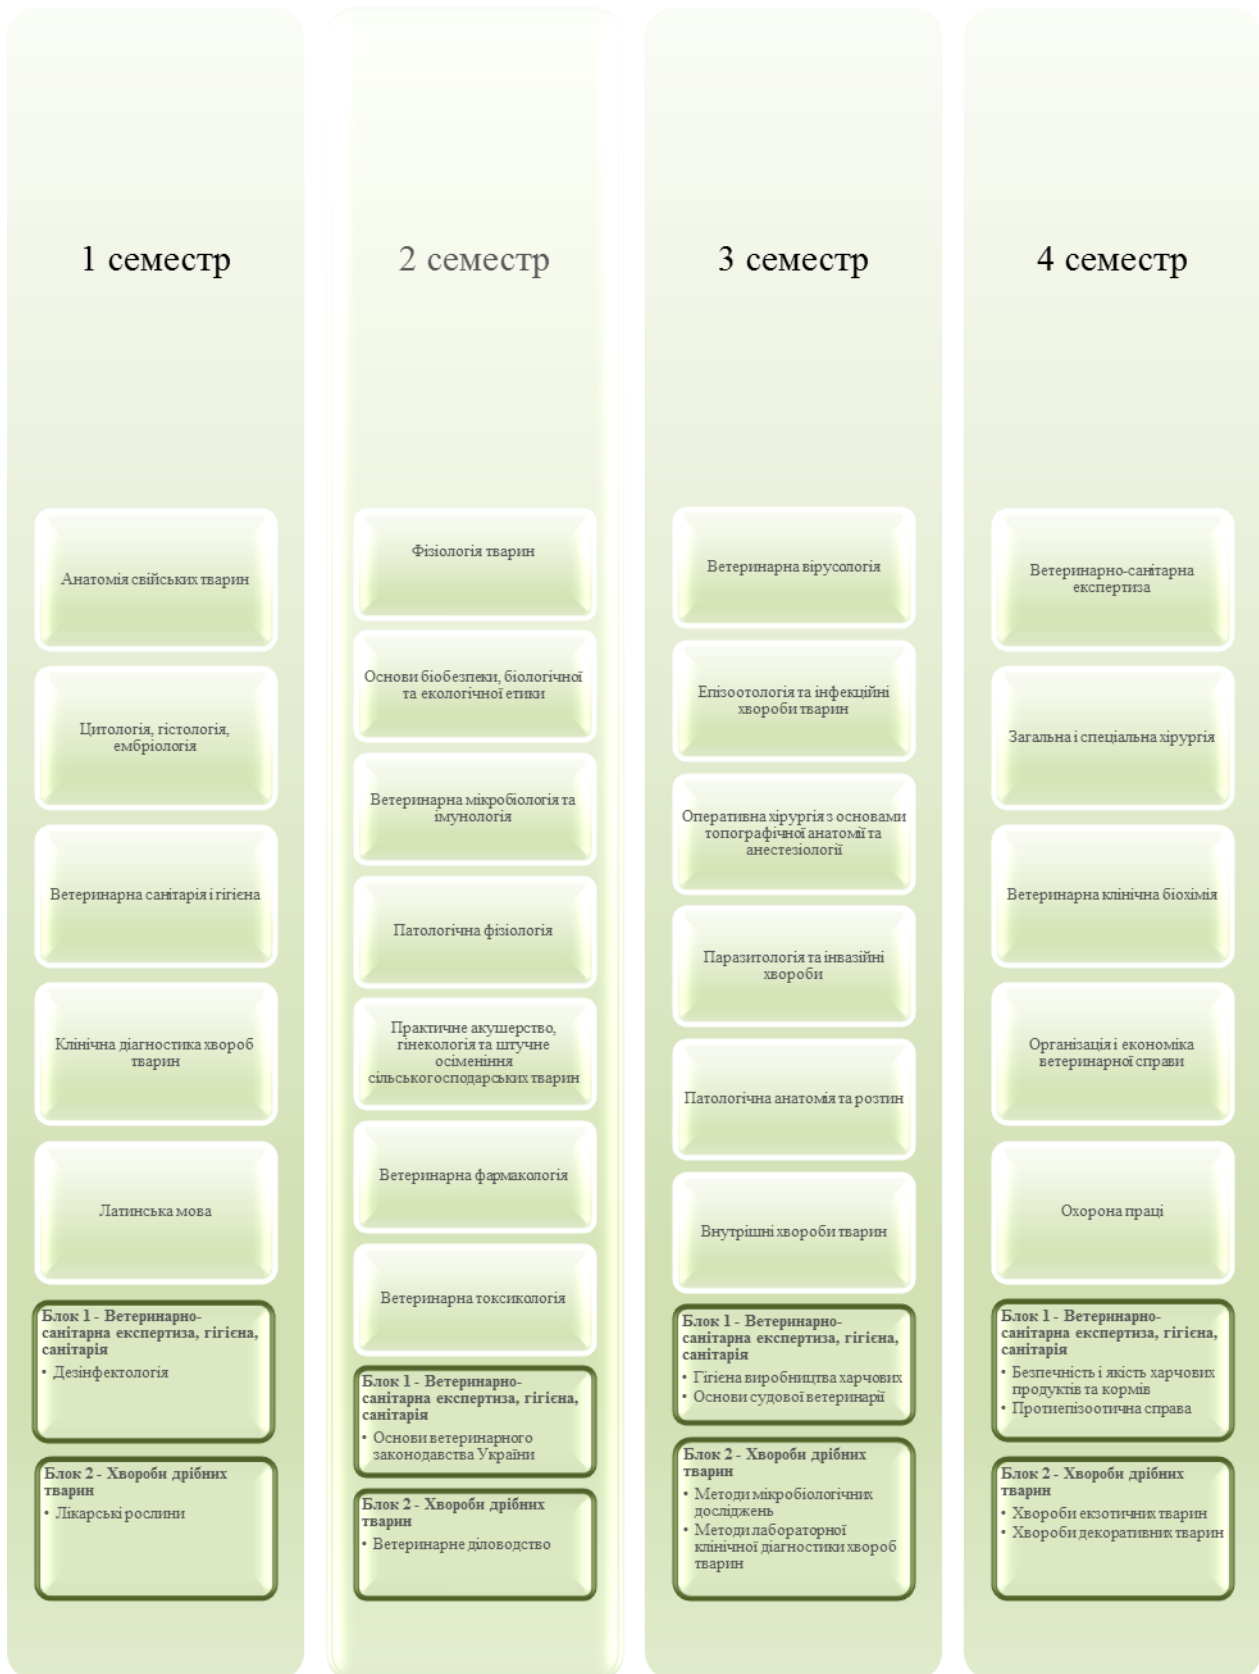 1 семестр
Анатомія свійських тварин
Цитологія, гістологія,
ембріологія
Ветеринарна санітарія і гігієна
Клінічна діагностика хвороб
тварин
Латинська мова
Блок 1 - Ветеринарно-
санітарна експертиза, гігієна,
санітарія
• Дезінфектологія
Блок 2 - Хвороби дрібних
тварин
• Лікарські рослини
2 семестр
Фізіологія тварин
Основи біобезпеки, біологічної
та екологічної етики
Ветеринарна мікробіологія та
імунологія
Патологічна фізіологія
Практичне акушерство,
гінекологія та штучне
осіменіння
сільськогосподарських тварин
Ветеринарна фармакологія
Ветеринарна токсикологія
Блок 1 - Ветеринарно-
санітарна експертиза, гігієна,
санітарія
• Основи ветеринарного
законодавства України
Блок 2 - Хвороби дрібних
тварин
• Ветеринарне діловодство
3 семестр
Ветеринарна вірусологія
Епізоотологія та інфекційні
хвороби тварин
Оперативна хірургія з основами
топографічної анатомії та
анестезіології
Паразитологія та інвазійні
хвороби
Патологічна анатомія та розтин
Внутрішні хвороби тварин
Блок 1 - Ветеринарно-
санітарна експертиза, гігієна,
санітарія
• Гігієна виробництва харчових
• Основи судової ветеринарії
Блок 2 - Хвороби дрібних
тварин
• Методи мікробіологічних
досліджень
• Методи лабораторної
клінічної діагностики хвороб
тварин
4 семестр
Ветеринарно-санітарна
експертиза
Загальна і спеціальна хірургія
Ветеринарна клінічна біохімія
Організація і економіка
ветеринарної справи
Охорона праці
Блок 1 - Ветеринарно-
санітарна експертиза, гігієна,
санітарія
• Безпечність і якість харчових
продуктів та кормів
• Протиепізоотична справа
Блок 2 - Хвороби дрібних
тварин
• Хвороби екзотичних тварин
• Хвороби декоративних тварин